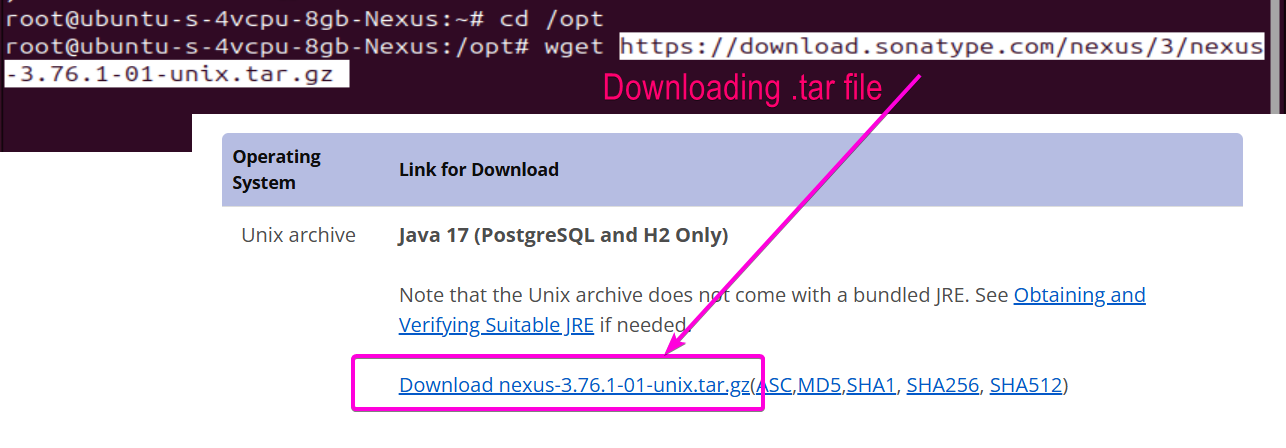 root@ubuntu-s-4vcpu-8gb-Nexus:~# cd /opt
root@ubuntu-s-4vcpu-8gb-Nexus:/opt# wget https://download.sonatype.com/nexus/3/nexus
-3.76.1-01-unix.tar.gz
Downloading .tar file
Operating
System
Link for Download
Unix archive
Java 17 (PostgreSQL and H2 Only)
Note that the Unix archive does not come with a bundled JRE. See Obtaining and
Verifying Suitable JRE if needed.
Download nexus-3.76.1-01-unix.tar.gz(ASC,MD5,SHA1, SHA256, SHA512)